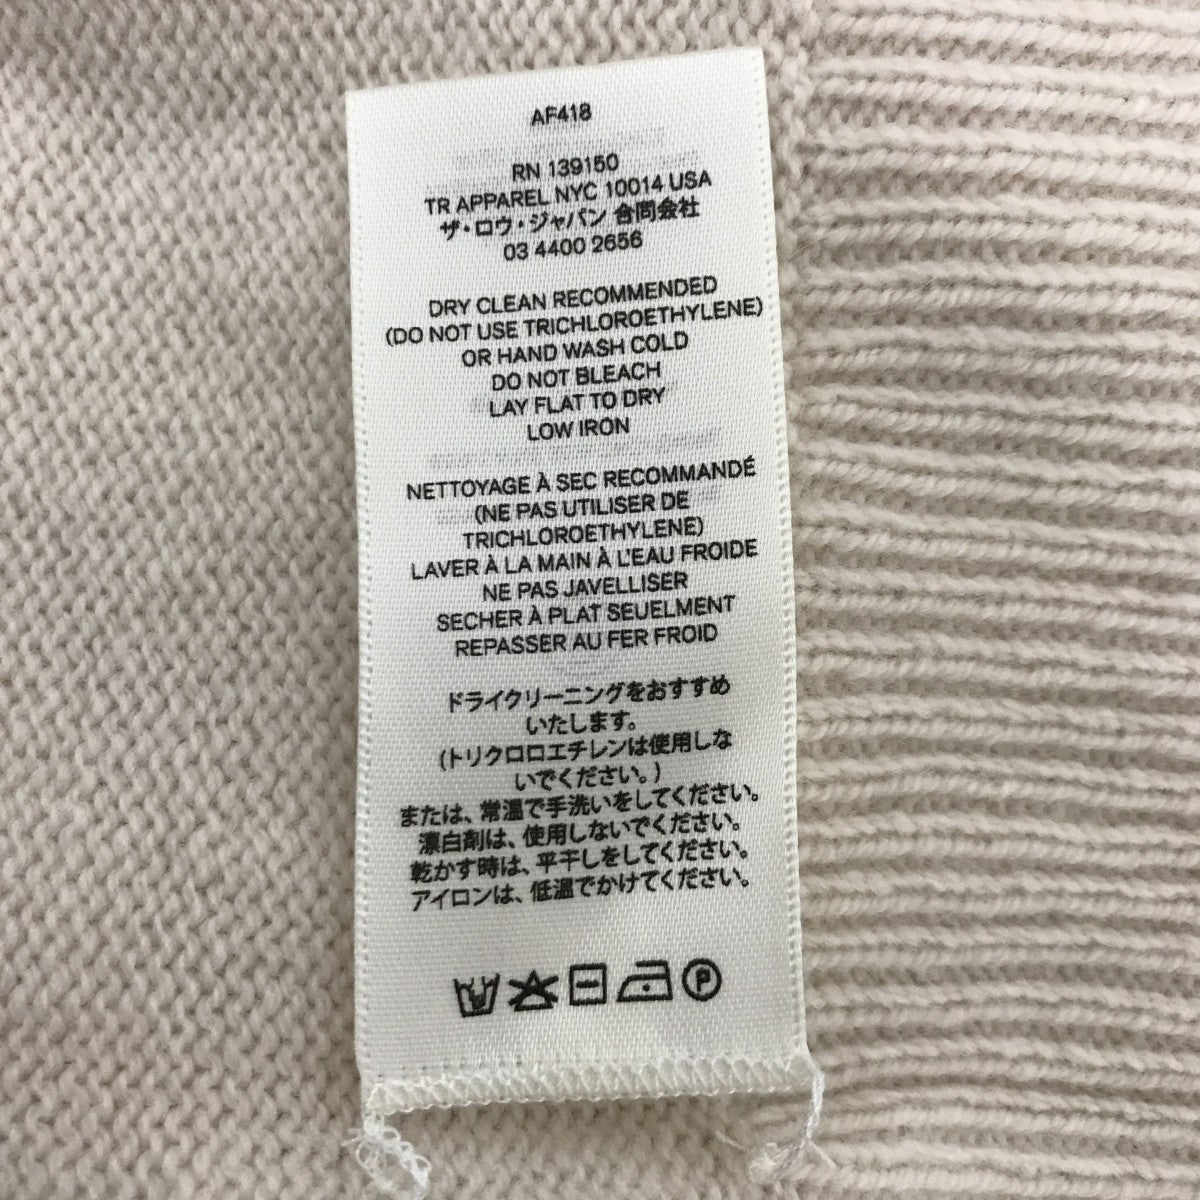 AF418
RN 139150
TR APPAREL NYC 10014 USA
ザ・ロウ・ジャパン 合同会社
03 4400 2656
DRY CLEAN RECOMMENDED
(DO NOT USE TRICHLOROETHYLENE)
OR HAND WASH COLD
DO NOT BLEACH
LAY FLAT TO DRY
LOW IRON
NETTOYAGE À SEC RECOMMANDÉ
(NE PAS UTILISER DE
TRICHLOROETHYLENE)
LAVER À LA MAIN À L'EAU FROIDE
NE PAS JAVELLISER
SECHER À PLAT SEUELMENT
REPASSER AU FER FROID
ドライクリーニングをおすすめ
いたします。
(トリクロロエチレンは使用しな
いでください。)
または、常温で手洗いをしてください。
漂白剤は、使用しないでください。
乾かす時は、平干しをしてください。
アイロンは、低温でかけてください。
P